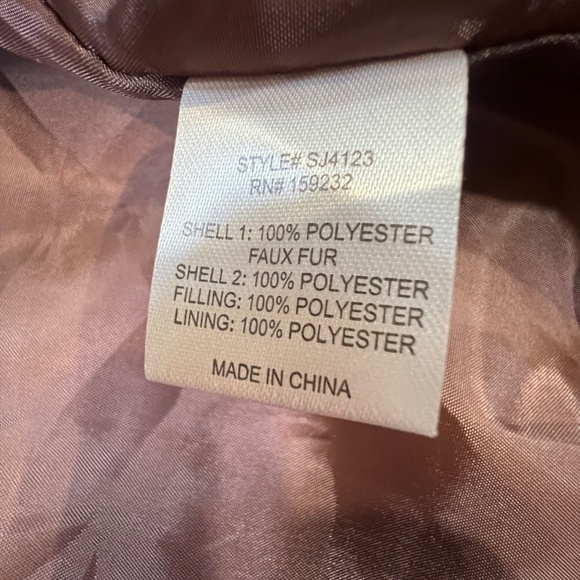 STYLE# SJ4123
RN# 159232
SHELL 1: 100% POLYESTER
FAUX FUR
SHELL 2: 100% POLYESTER
FILLING: 100% POLYESTER
LINING: 100% POLYESTER
MADE IN CHINA